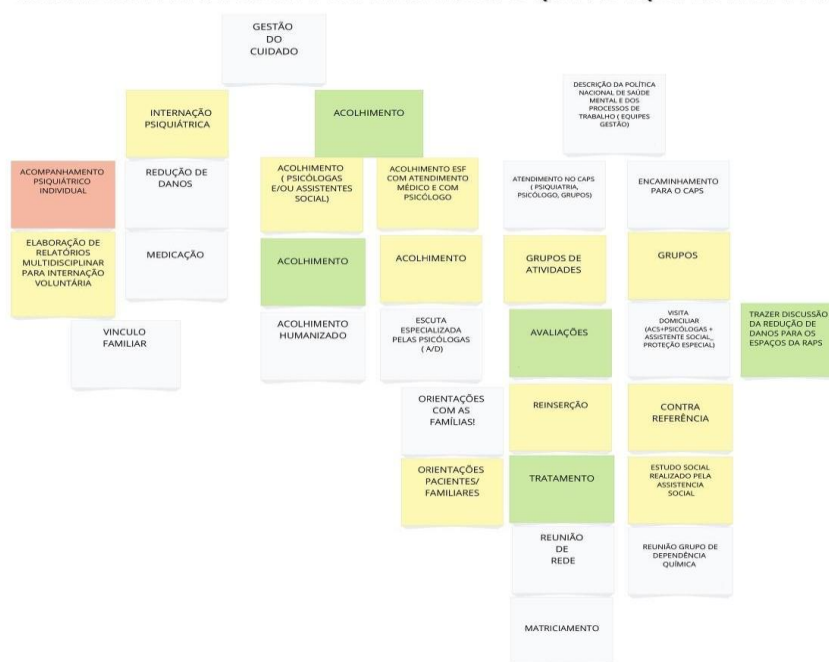 GESTÃO
DO
CUIDADO
INTERNAÇÃO
PSIQUIÁTRICA
ACOLHIMENTO
DESCRIÇÃO DA POLÍTICA
NACIONAL DE SAÚDE
MENTAL E DOS
PROCESSOS DE
TRABALHO ( EQUIPES
GESTÃO)
ACOMPANHAMENTO
PSIQUIÁTRICO
INDIVIDUAL
REDUÇÃO DE
DANOS
ACOLHIMENTO
( PSICÓLOGAS
E/OU ASSISTENTES
SOCIAL)
ACOLHIMENTO ESF
COM ATENDIMENTO
MÉDICO E COM
PSICÓLOGO
ATENDIMENTO NO CAPS
( PSIQUIATRIA,
PSICÓLOGO, GRUPOS)
ENCAMINHAMENTO
PARA O CAPS
ELABORAÇÃO DE
RELATÓRIOS
MULTIDISCIPLINAR
PARA INTERNAÇÃO
VOLUNTÁRIA
MEDICAÇÃO
ACOLHIMENTO
ACOLHIMENTO
GRUPOS DE
ATIVIDADES
GRUPOS
VINCULO
FAMILIAR
ACOLHIMENTO
HUMANIZADO
ESCUTA
ESPECIALIZADA
PELAS PSICÓLOGAS
( A/D)
AVALIAÇÕES
VISITA
DOMICILIAR
(ACS+PSICÓLOGAS +
ASSISTENTE SOCIAL_
PROTEÇÃO ESPECIAL)
TRAZER DISCUSSÃO
DA REDUÇÃO DE
DANOS PARA OS
ESPAÇOS DA RAPS
ORIENTAÇÕES
COM AS
FAMÍLIAS!
REINSERÇÃO
CONTRA
REFERÊNCIA
ORIENTAÇÕES
PACIENTES/
FAMILIARES
TRATAMENTO
ESTUDO SOCIAL
REALIZADO PELA
ASSISTENCIA
SOCIAL
REUNIÃO
DE
REDE
REUNIÃO GRUPO DE
DEPENDÊNCIA
QUÍMICA
MATRICIAMENTO